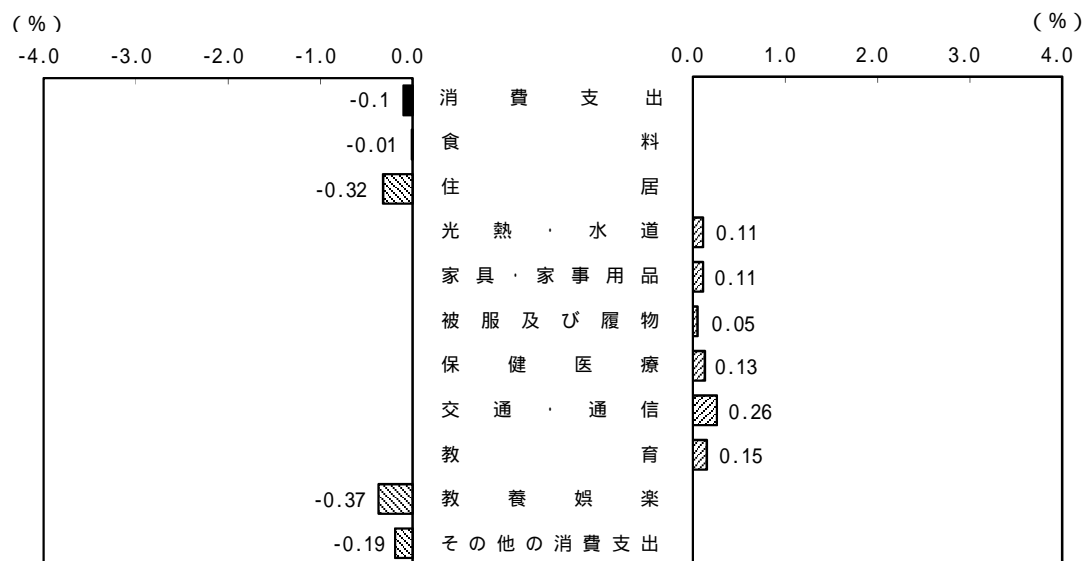 (%) (%)
-4.0 -3.0 -2.0 -1.0 0.0 0.0 1.0 2.0 3.0 4.0
-0.1 消費支出
-0.01 食料
-0.32 住居
光熱・水道 0.11
家具・家事用品 0.11
被服及び履物 0.05
保健医療 0.13
交通・通信 0.26
教育 0.15
-0.37 教養娯楽
-0.19 その他の消費支出